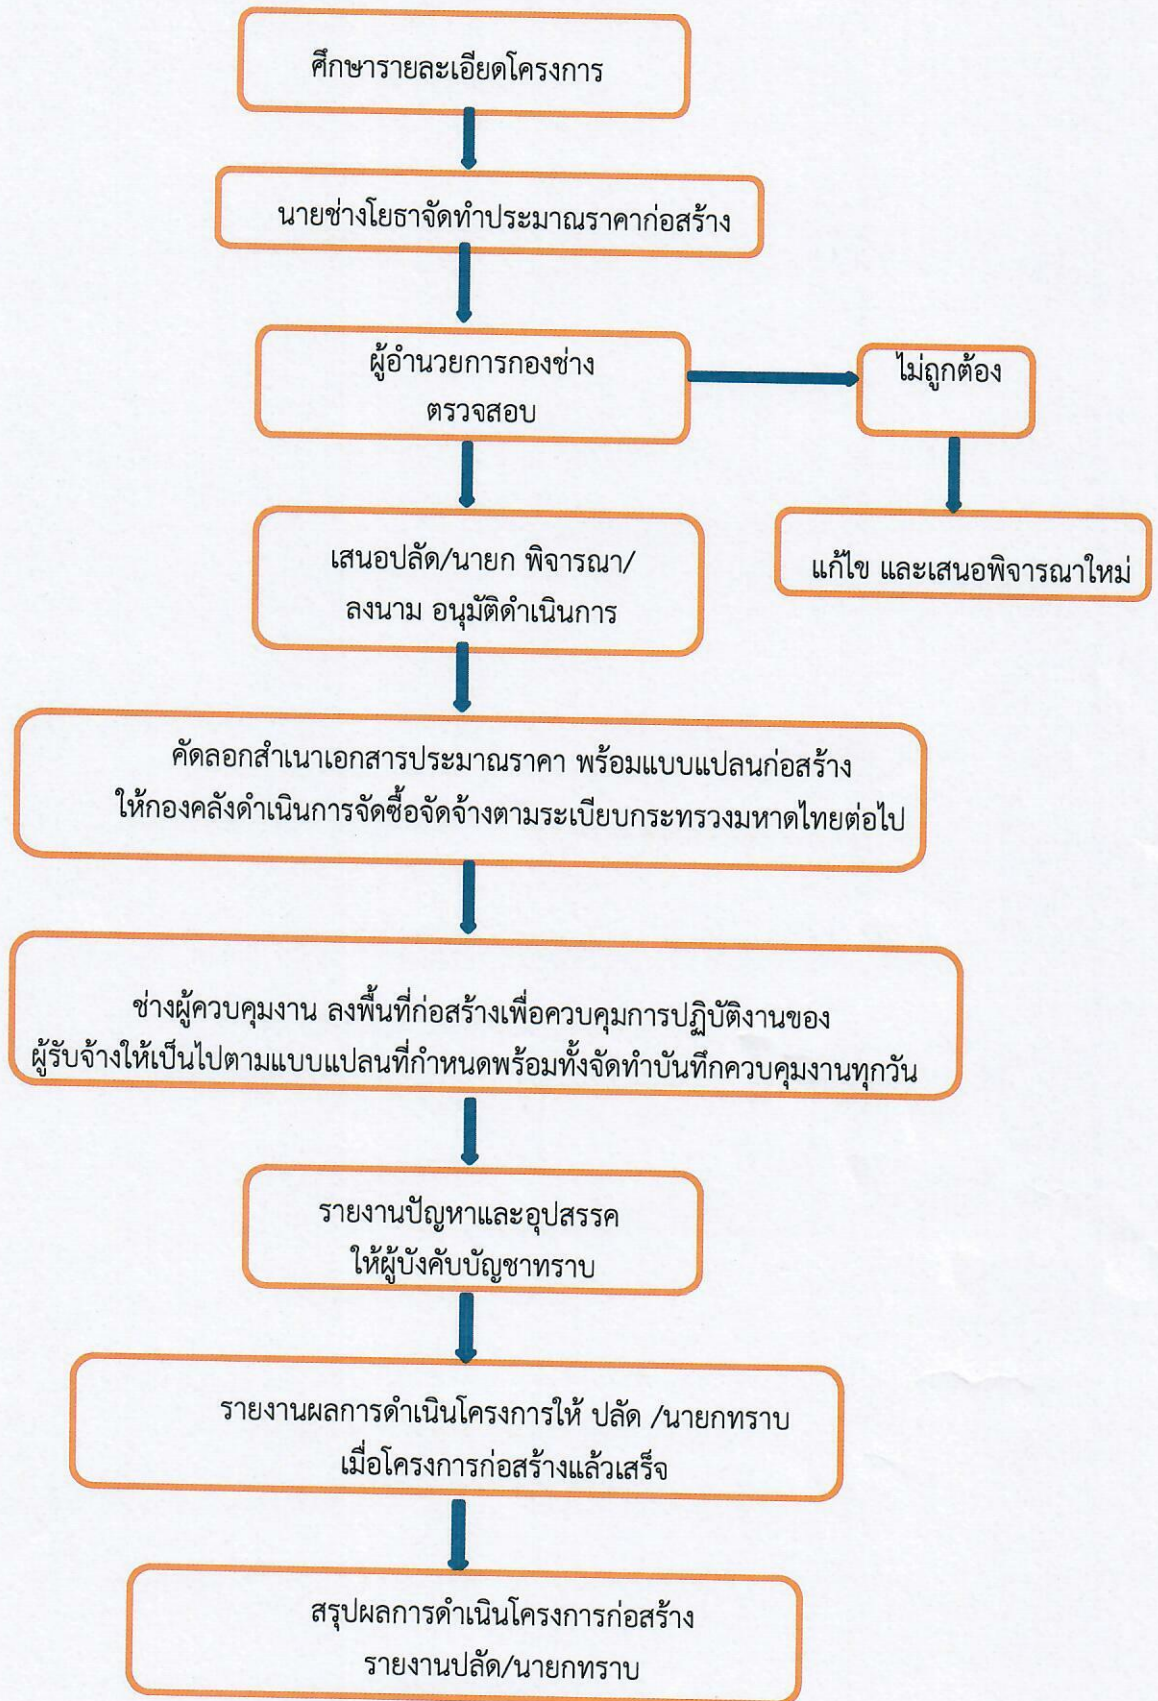 ศึกษารายละเอียดโครงการ
นายช่างโยธาจัดทำประมาณราคาก่อสร้าง
ผู้อำนวยการกองช่าง
ตรวจสอบ
ไม่ถูกต้อง
เสนอปลัด/นายก พิจารณา/
ลงนาม อนุมัติดำเนินการ
แก้ไข และเสนอพิจารณาใหม่
คัดลอกสำเนาเอกสารประมาณราคา พร้อมแบบแปลนก่อสร้าง
ให้กองคลังดำเนินการจัดซื้อจัดจ้างตามระเบียบกระทรวงมหาดไทยต่อไป
ช่างผู้ควบคุมงาน ลงพื้นที่ก่อสร้างเพื่อควบคุมการปฏิบัติงานของ
ผู้รับจ้างให้เป็นไปตามแบบแปลนที่กำหนดพร้อมทั้งจัดทำบันทึกควบคุมงานทุกวัน
รายงานปัญหาและอุปสรรค
ให้ผู้บังคับบัญชาทราบ
รายงานผลการดำเนินโครงการให้ ปลัด /นายกทราบ
เมื่อโครงการก่อสร้างแล้วเสร็จ
สรุปผลการดำเนินโครงการก่อสร้าง
รายงานปลัด/นายกทราบ